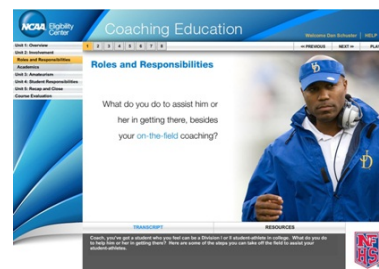 NCAA Eligibility
Center
Coaching Education
Welcome Dan Schuster
HELP
Unit 1: Overview
Unit 2: Involvement
Roles and Responsibilities
Academics
Unit 3: Amateurism
Unit 4: Student Responsibilities
Unit 5: Recap and Close
Course Evaluation
1 2 3 4 5 6 7 8
<< PREVIOUS
NEXT >>
PLA
Roles and Responsibilities
What do you do to assist him or
her in getting there, besides
your on-the-field coaching?
D
D
TRANSCRIPT
RESOURCES
Coach, you've got a student who you feel can be a Division I or II student-athlete in college. What do you do
to help him or her in getting there? Here are some of the steps you can take off the field to assist your
student-athletes.
NF
HS